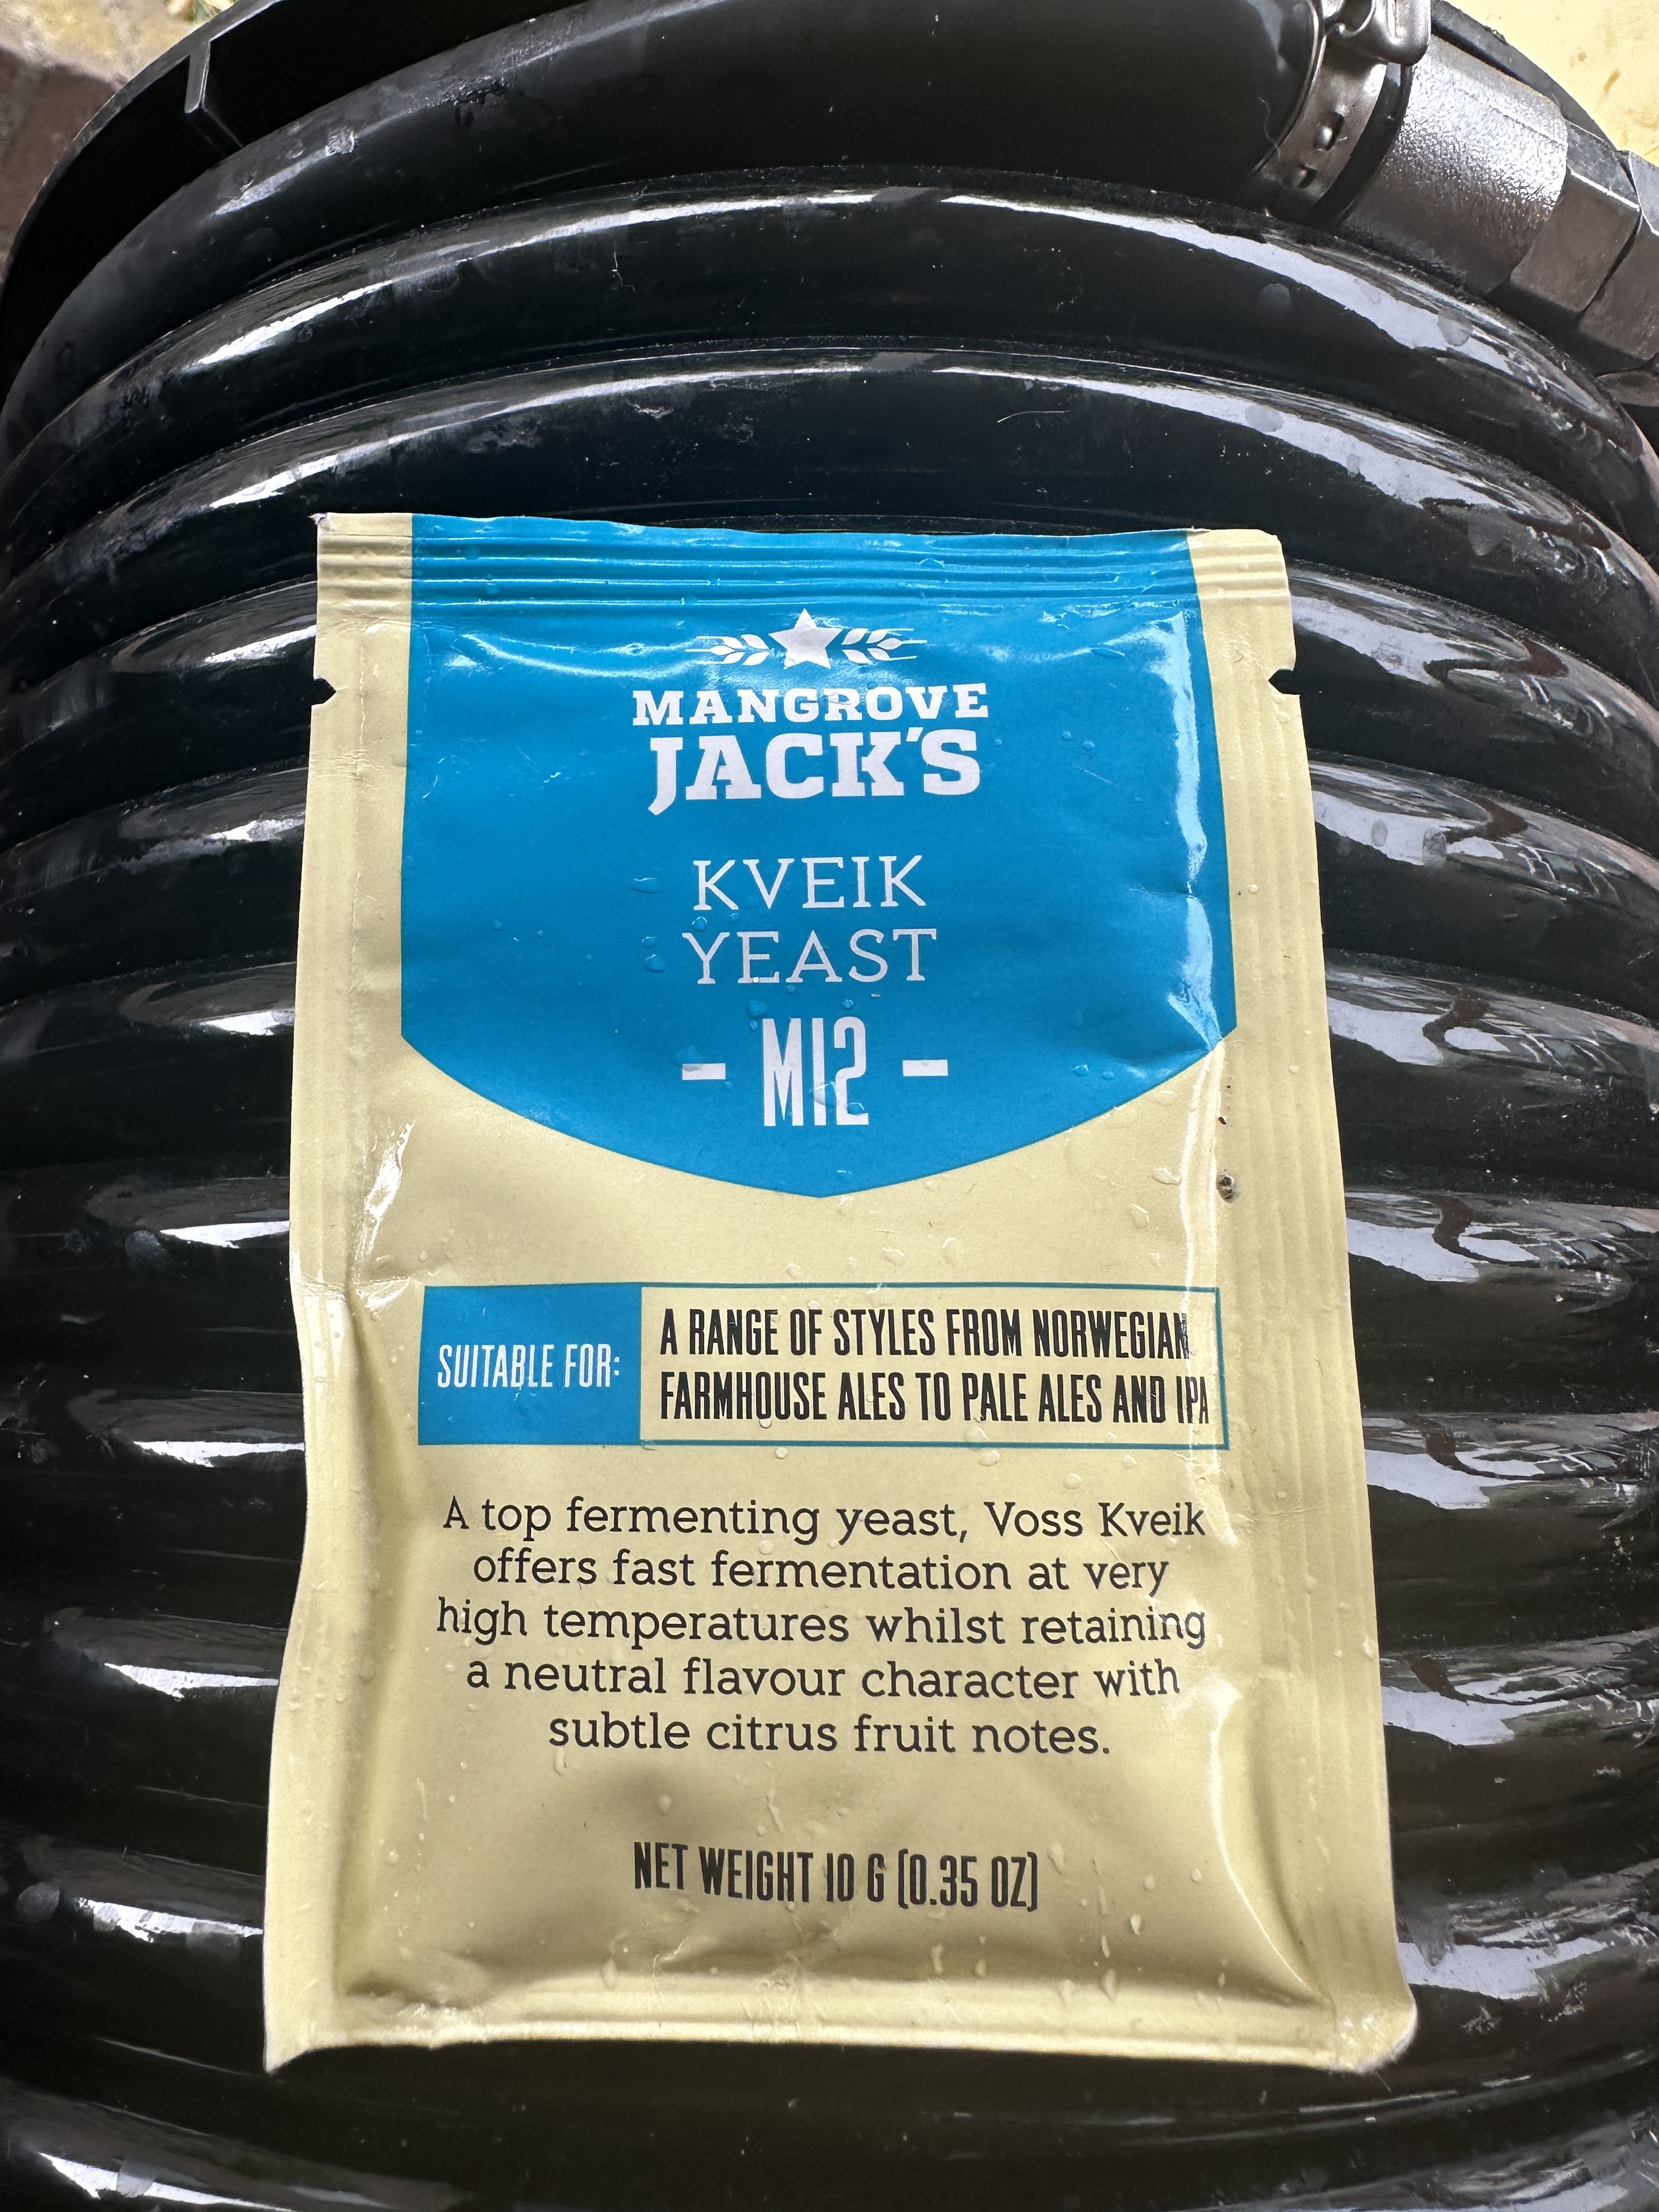 MANGROVE
JACK'S
KVEIK
YEAST
- M12 -
SUITABLE FOR:
A RANGE OF STYLES FROM NORWEGIAN
FARMHOUSE ALES TO PALE ALES AND IPA
A top fermenting yeast, Voss Kveik
offers fast fermentation at very
high temperatures whilst retaining
a neutral flavour character with
subtle citrus fruit notes.
NET WEIGHT 10 G (0.35 OZ)